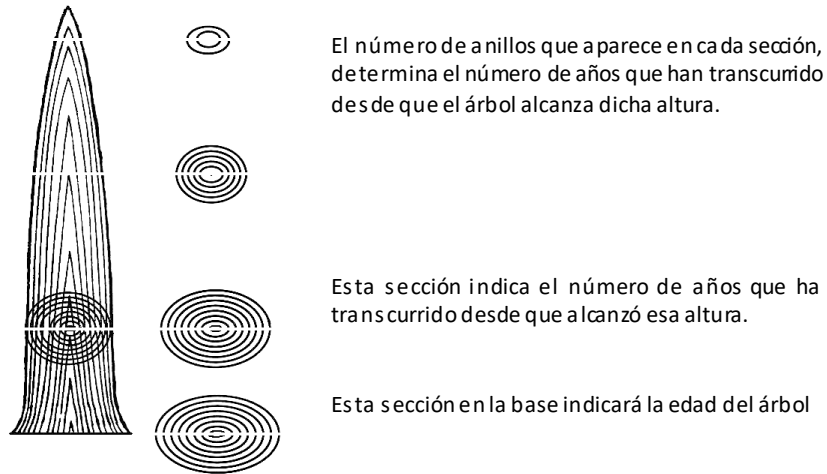 El número de anillos que aparece en cada sección,
determina el número de años que han transcurrido
desde que el árbol alcanza dicha altura.
Esta sección indica el número de años que ha
transcurrido desde que alcanzó esa altura.
Esta sección en la base indicará la edad del árbol